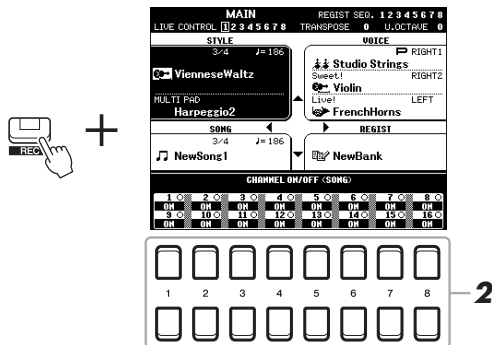 MAIN REGIST SEQ. 1 2 3 4 5 6 7 8
LIVE CONTROL 1 2 3 4 5 6 7 8 TRANSPOSE 0 U.OCTAVE 0
STYLE VOICE
3/4 ♩=186 RIGHT1
Studio Strings
VienneseWaltz Sweet! RIGHT2
Violin
MULTI PAD Live! LEFT
Harpeggio2 FrenchHorns
SONG REGIST
3/4 ♩=186
NewSong1 NewBank
REC
CHANNEL ON/OFF (SONG)
1 2 3 4 5 6 7 8
ON ON ON ON ON ON ON ON
9 10 11 12 13 14 15 16
ON ON ON ON ON ON ON ON
1 2 3 4 5 6 7 8
2